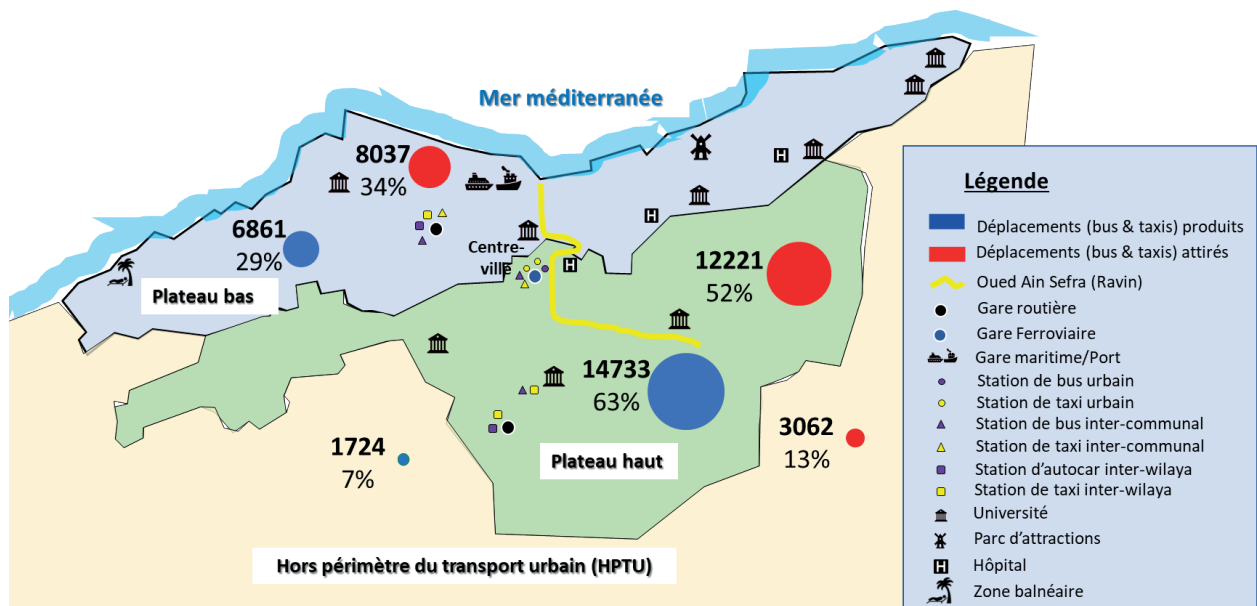 Mer méditerranée
8037
34%
6861
29%
Plateau bas
Centre-
ville
12221
52%
14733
63%
Plateau haut
3062
13%
1724
7%
Hors périmètre du transport urbain (HPTU)
Légende
Déplacements (bus & taxis) produits
Déplacements (bus & taxis) attirés
Oued Ain Sefra (Ravin)
Gare routière
Gare Ferroviaire
Gare maritime/Port
Station de bus urbain
Station de taxi urbain
Station de bus inter-communal
Station de taxi inter-communal
Station d'autocar inter-wilaya
Station de taxi inter-wilaya
Université
Parc d'attractions
H Hôpital
Zone balnéaire
H
H
H